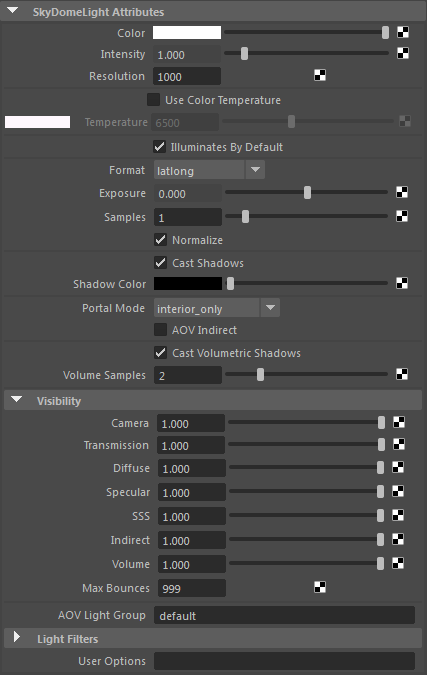 SkyDomeLight Attributes
Color
Intensity 1.000
Resolution 1000
Use Color Temperature
Temperature 6500
Illuminates By Default
Format latlong
Exposure 0.000
Samples 1
Normalize
Cast Shadows
Shadow Color
Portal Mode interior_only
AOV Indirect
Cast Volumetric Shadows
Volume Samples 2
Visibility
Camera 1.000
Transmission 1.000
Diffuse 1.000
Specular 1.000
SSS 1.000
Indirect 1.000
Volume 1.000
Max Bounces 999
AOV Light Group default
Light Filters
User Options